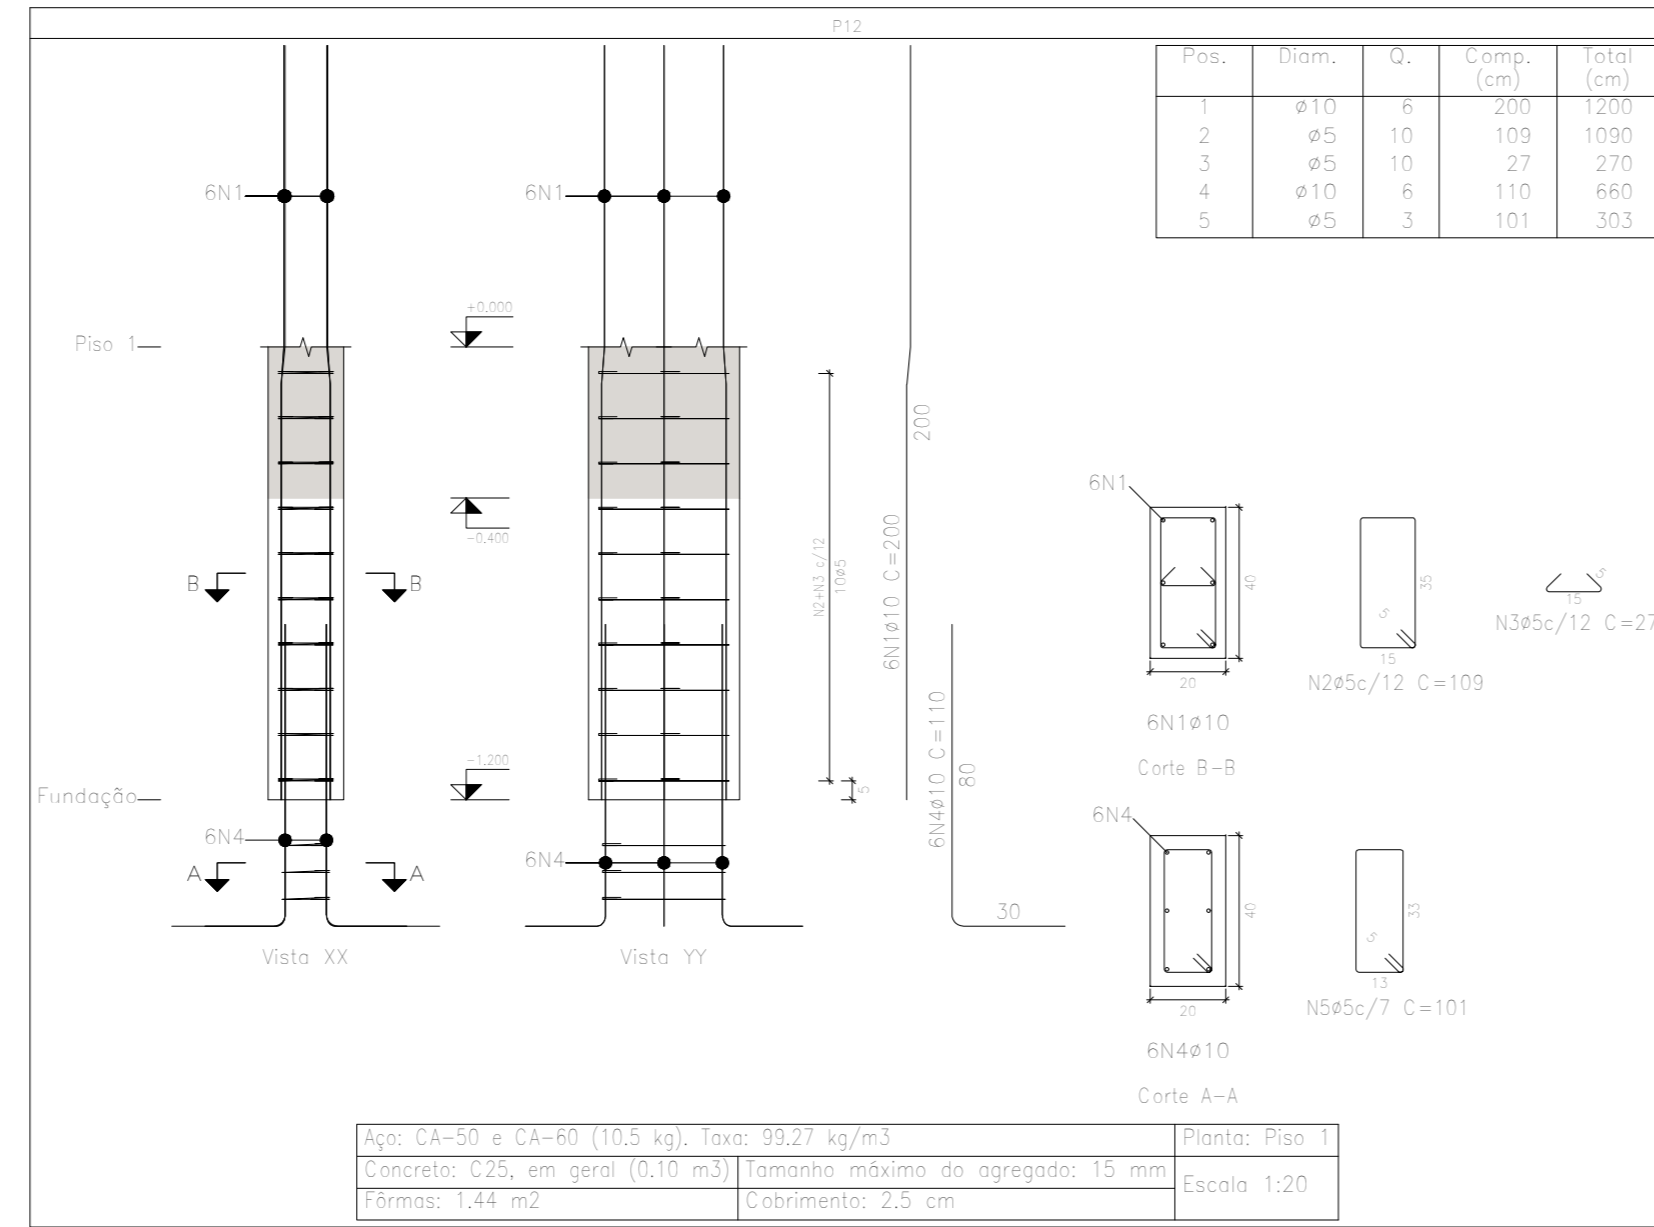 P12
Pos. Diam. Q. Comp. (cm) Total (cm)
1 ø10 6 200 1200
2 ø5 10 109 1090
3 ø5 10 27 270
4 ø10 6 110 660
5 ø5 3 101 303
6N1
6N1
+0.000
Piso 1
200
6N1
-0.400
N2+N3 c/12
10ø5
6N1ø10 C=200
B
B
40
35
5
5
15
N3ø5c/12 C=27
20
15
N2ø5c/12 C=109
6N1ø10
Corte B-B
6N4ø10 C=110
80
-1.200
5
Fundação
6N4
6N4
6N4
A
A
40
33
5
30
13
20
N5ø5c/7 C=101
Vista XX
Vista YY
6N4ø10
Corte A-A
Aço: CA-50 e CA-60 (10.5 kg). Taxa: 99.27 kg/m3
Planta: Piso 1
Concreto: C25, em geral (0.10 m3)
Tamanho máximo do agregado: 15 mm
Escala 1:20
Fôrmas: 1.44 m2
Cobrimento: 2.5 cm